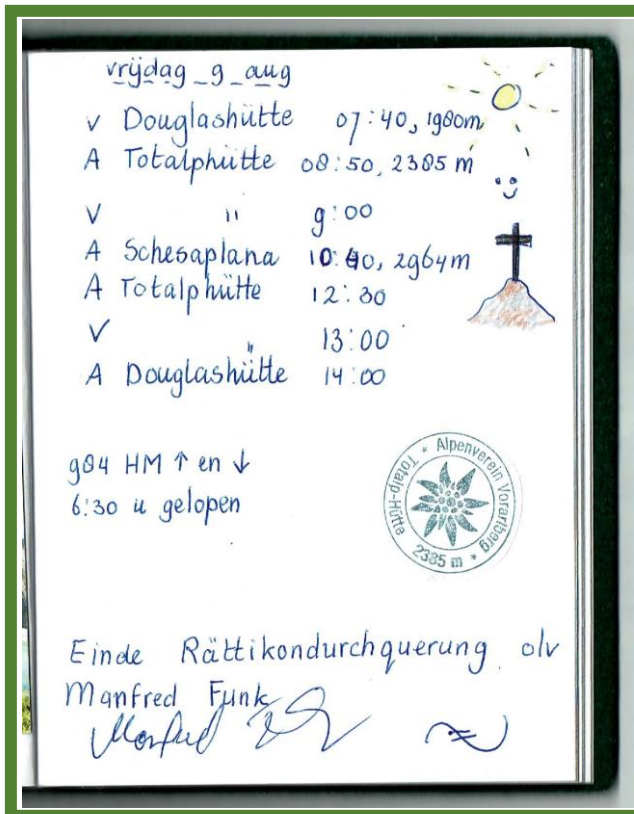 vrijdag 9 aug
V Douglashütte 07:40, 1980m
A Totalphütte 08:50, 2385 m
V " 9:00
A Schesaplana 10:40, 2964m
A Totalphütte 12:30
V " 13:00
A Douglashütte 14:00
984 HM ↑ en ↓
6:30 u gelopen
* Alpenverein Vorarlberg *
Totalp-Hütte
2385 m
Einde Rättikondurchquerung olv
Manfred Funk
Manfred